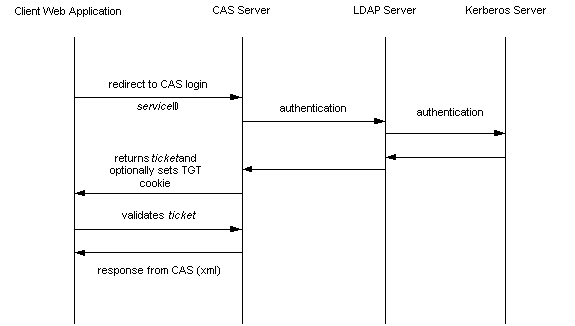 Client Web Application
CAS Server
LDAP Server
Kerberos Server
redirect to CAS login
service[]
authentication
authentication
returns ticket and
optionally sets TGT
cookie
validates ticket
response from CAS (xml)